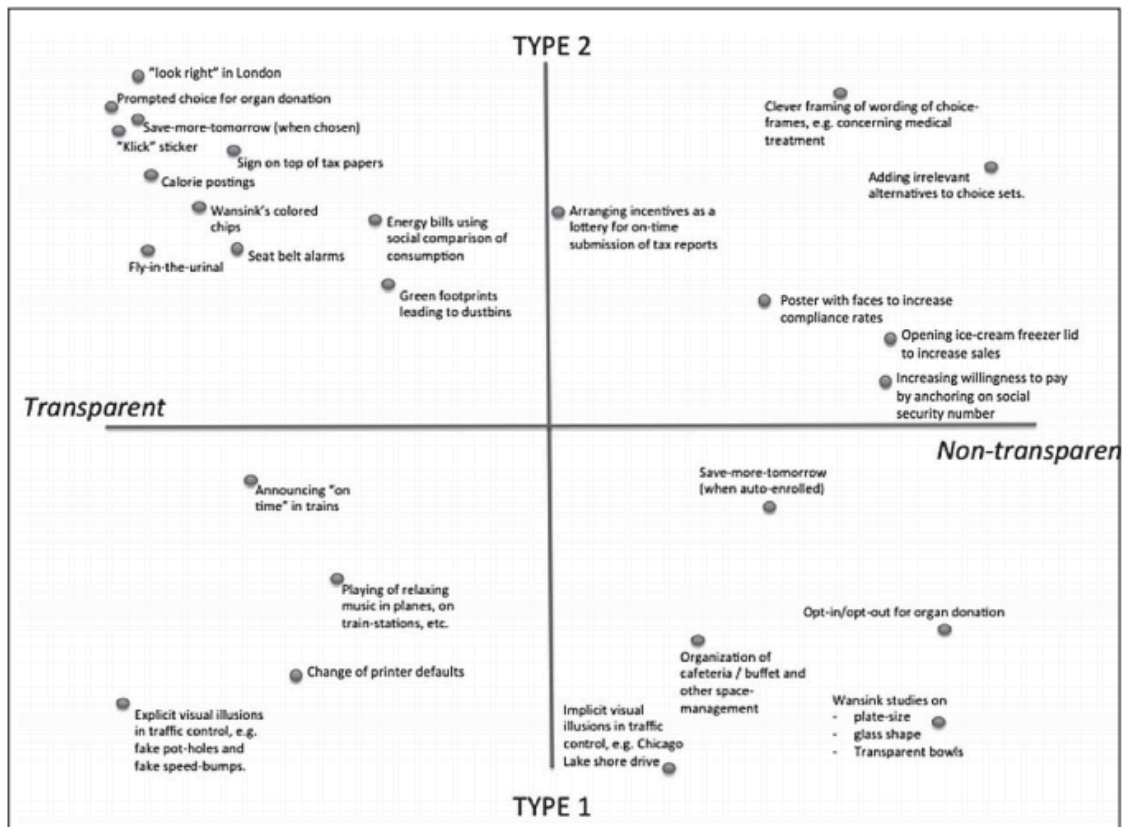 TYPE 2
"look right" in London
Prompted choice for organ donation
Save-more-tomorrow (when chosen)
"Klick" sticker
Sign on top of tax papers
Calorie postings
Wansink's colored
chips
Fly-in-the-urinal
Seat belt alarms
Energy bills using
social comparison of
consumption
Green footprints
leading to dustbins
Clever framing of wording of choice-
frames, e.g. concerning medical
treatment
Adding irrelevant
alternatives to choice sets.
Arranging incentives as a
lottery for on-time
submission of tax reports
Poster with faces to increase
compliance rates
Opening ice-cream freezer lid
to increase sales
Increasing willingness to pay
by anchoring on social
security number
Transparent
Non-transparen
Announcing "on
time" in trains
Playing of relaxing
music in planes, on
train-stations, etc.
Change of printer defaults
Explicit visual illusions
in traffic control, e.g.
fake pot-holes and
fake speed-bumps.
Save-more-tomorrow
(when auto-enrolled)
Opt-in/opt-out for organ donation
Organization of
cafeteria / buffet and
other space-
management
Implicit visual
illusions in traffic
control, e.g. Chicago
Lake shore drive
Wansink studies on
- plate-size
- glass shape
- Transparent bowls
TYPE 1